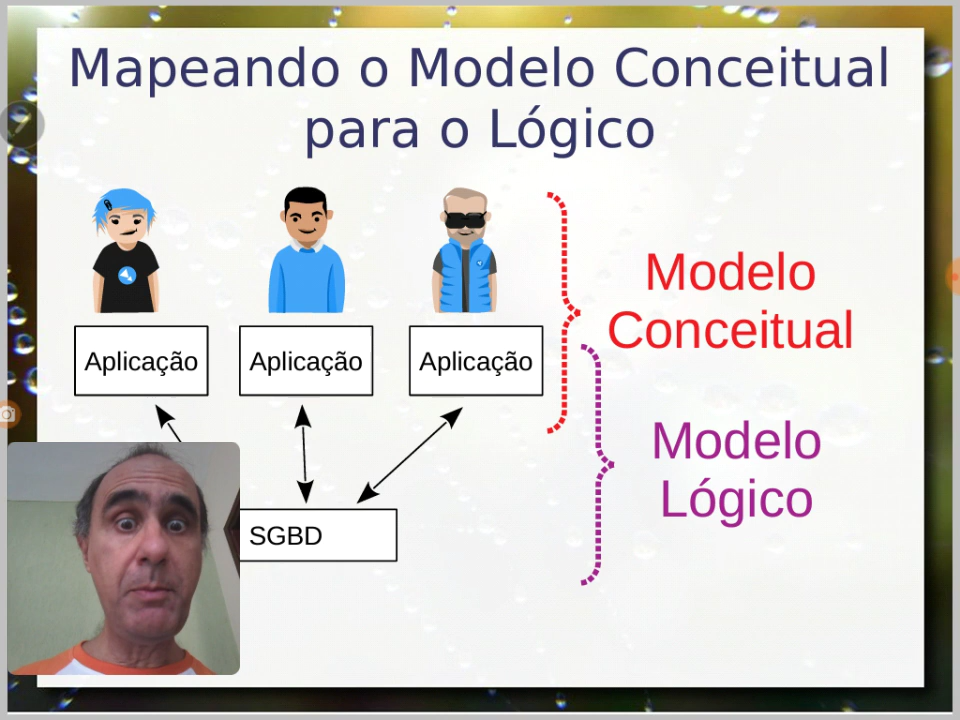 Mapeando o Modelo Conceitual
para o Lógico
Modelo
Conceitual
Aplicação
Aplicação
Aplicação
Modelo
Lógico
SGBD